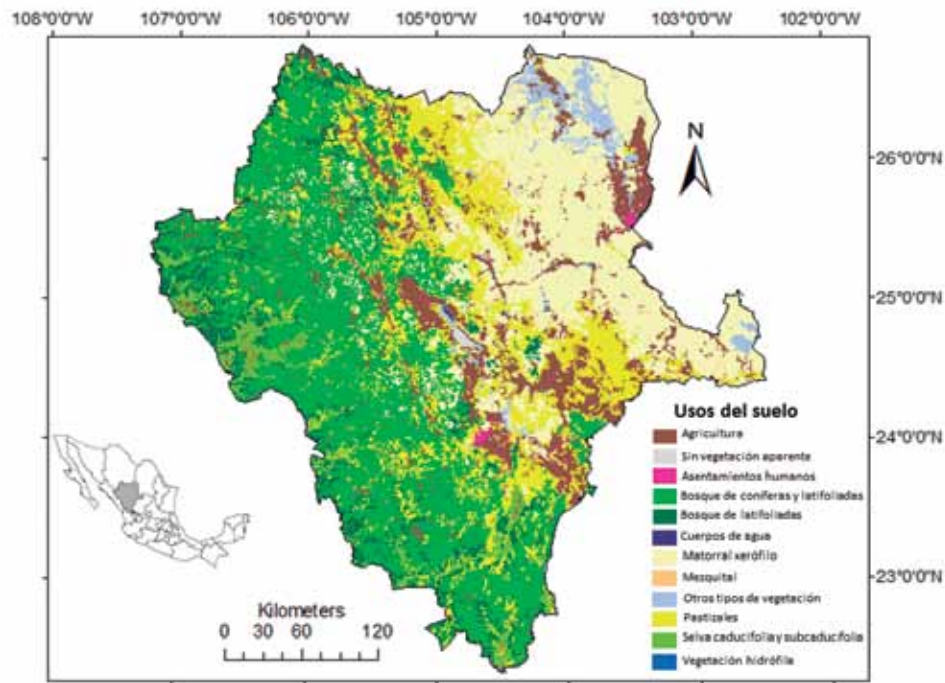 108°0'0"W 107°0'0"W 106°0'0"W 105°0'0"W 104°0'0"W 103°0'0"W 102°0'0"W
N
26°0'0"N
25°0'0"N
24°0'0"N
23°0'0"N
Usos del suelo
Agricultura
Sin vegetación aparente
Asentamientos humanos
Bosque de coníferas y latifoliadas
Bosque de latifoliadas
Cuerpos de agua
Matorral xerófilo
Mesquital
Otros tipos de vegetación
Pastizales
Selva caducifolia y subcaducifolia
Vegetación hidrófila
Kilometers
0 30 60 120